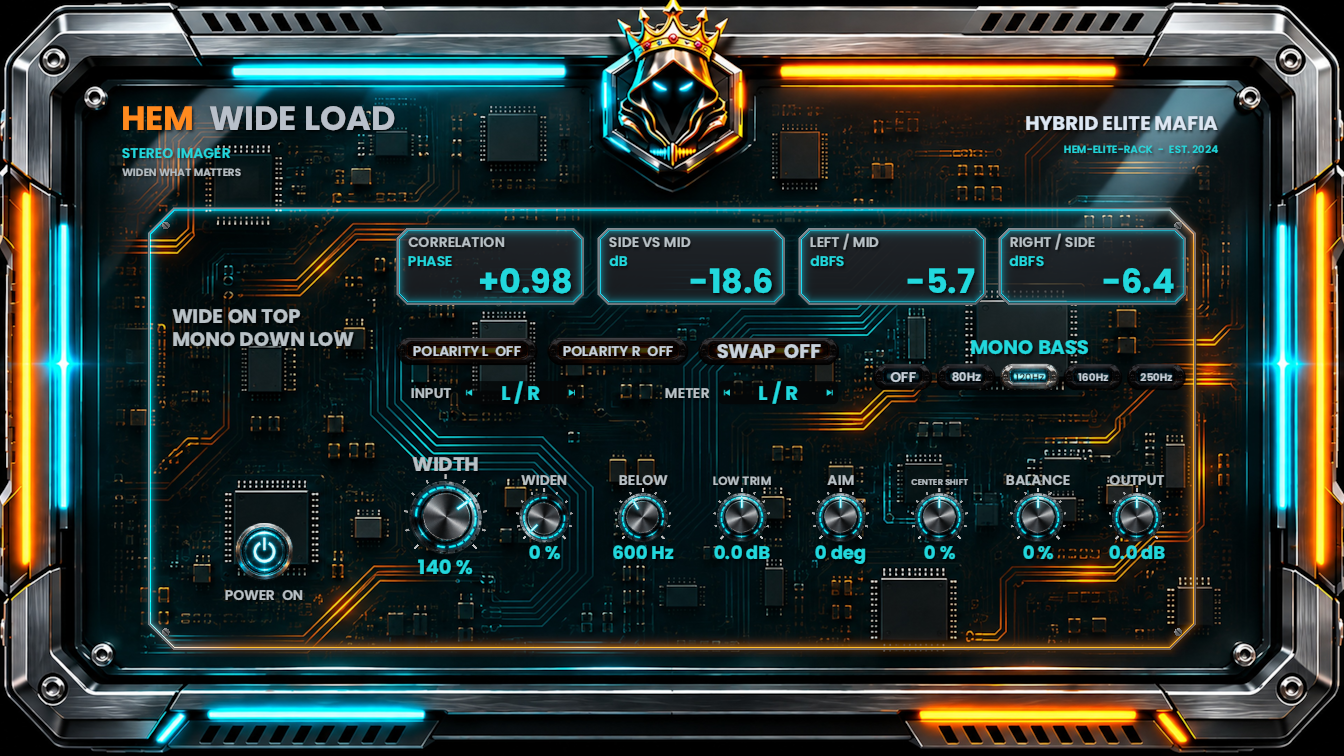 HEM WIDE LOAD
STEREO IMAGER
WIDEN WHAT MATTERS
HYBRID ELITE MAFIA
HEM-ELITE-RACK - EST. 2024
CORRELATION
PHASE
+0.98
SIDE VS MID
dB
-18.6
LEFT / MID
dBFS
-5.7
RIGHT / SIDE
dBFS
-6.4
WIDE ON TOP
MONO DOWN LOW
POLARITY L OFF
POLARITY R OFF
SWAP OFF
MONO BASS
OFF
80Hz
120Hz
160Hz
250Hz
INPUT
L / R
METER
L / R
WIDTH
140 %
WIDEN
0 %
BELOW
600 Hz
LOW TRIM
0.0 dB
AIM
0 deg
CENTER SHIFT
0 %
BALANCE
0 %
OUTPUT
0.0 dB
POWER ON